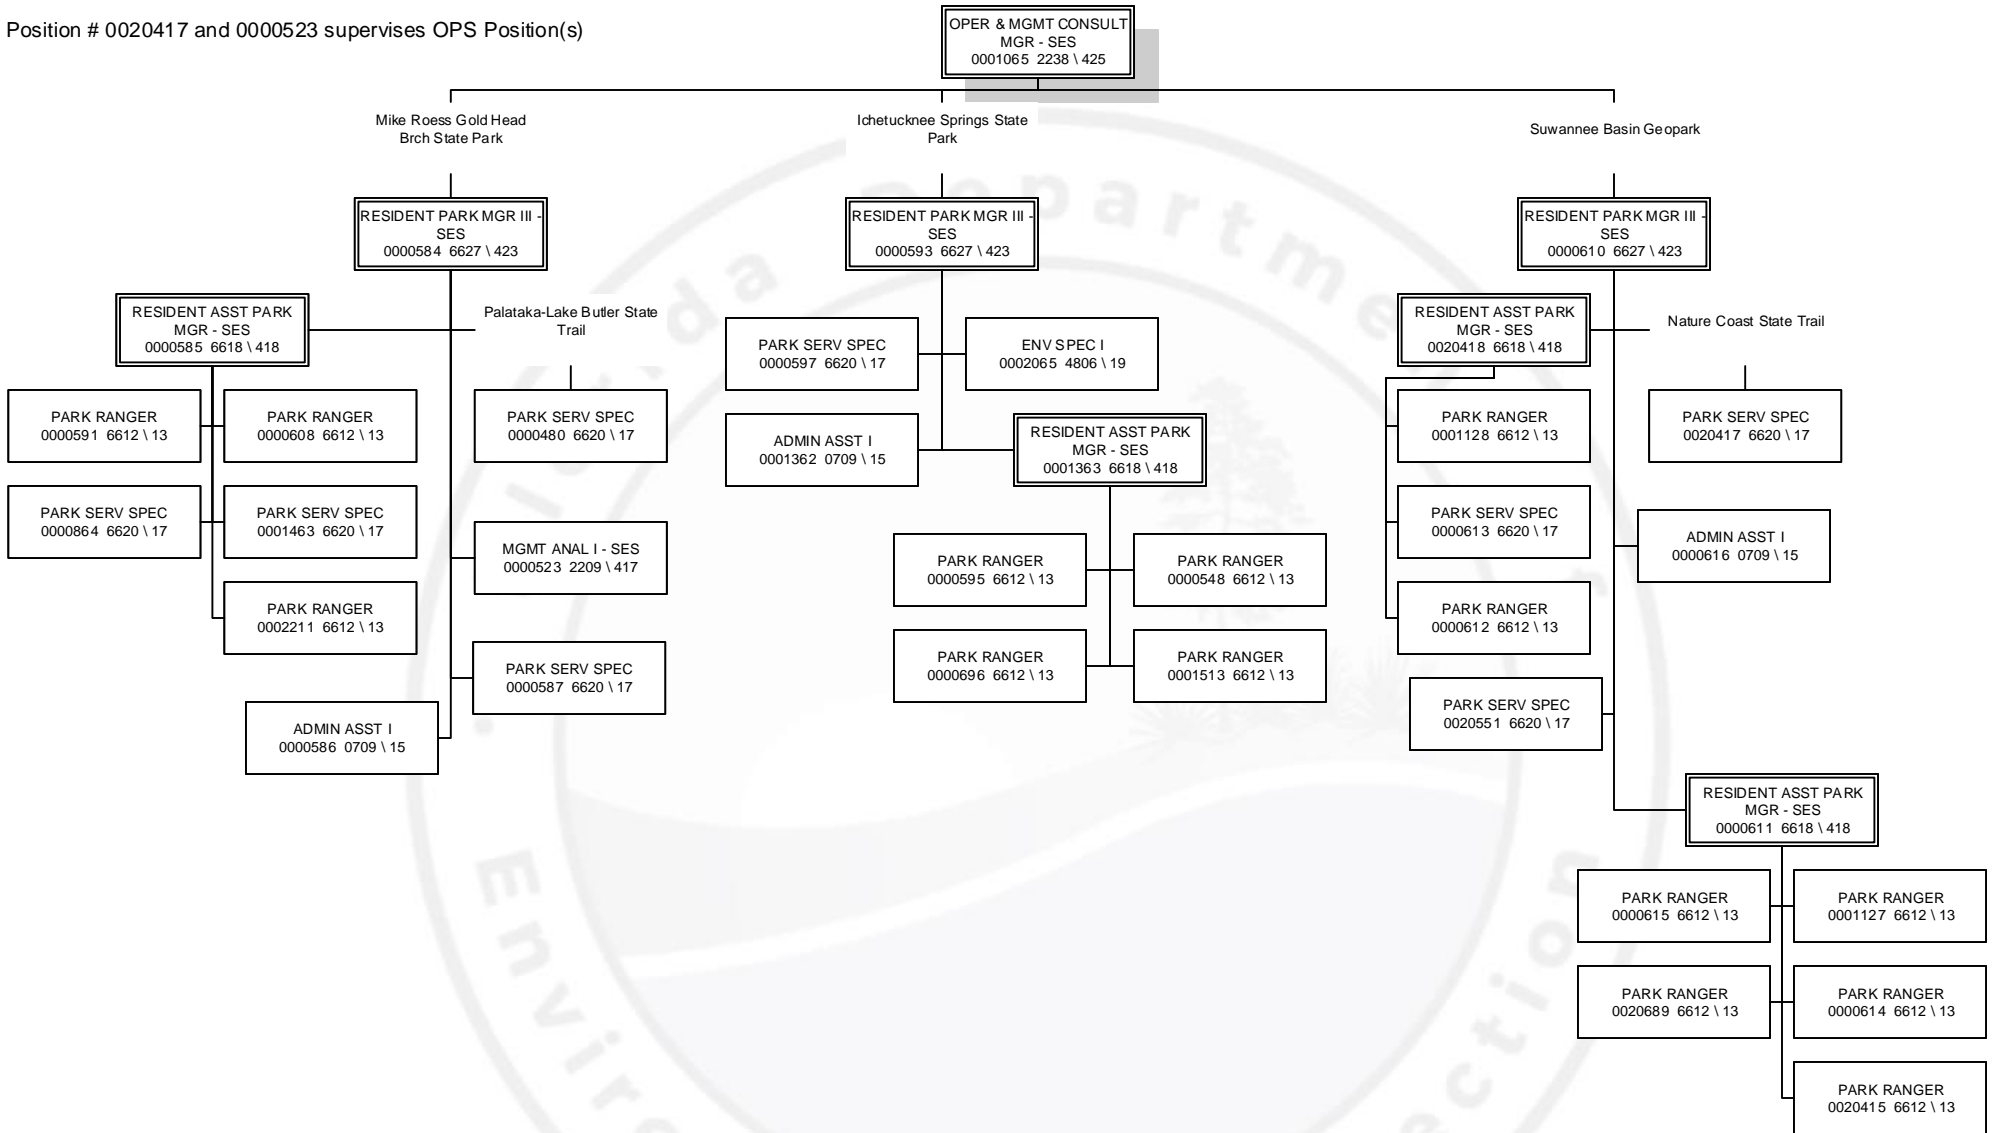 Position # 0020417 and 0000523 supervises OPS Position(s)
OPER & MGMT CONSULT
MGR - SES
0001065 2238 \ 425
Mike Roess Gold Head
Brch State Park
Ichetucknee Springs State
Park
Suwannee Basin Geopark
RESIDENT PARK MGR III -
SES
0000584 6627 \ 423
RESIDENT PARK MGR III -
SES
0000593 6627 \ 423
RESIDENT PARK MGR III -
SES
0000610 6627 \ 423
RESIDENT ASST PARK
MGR - SES
0000585 6618 \ 418
Palataka-Lake Butler State
Trail
PARK RANGER
0000591 6612 \ 13
PARK RANGER
0000608 6612 \ 13
PARK SERV SPEC
0000480 6620 \ 17
PARK SERV SPEC
0000864 6620 \ 17
PARK SERV SPEC
0001463 6620 \ 17
MGMT ANAL I - SES
0000523 2209 \ 417
PARK RANGER
0002211 6612 \ 13
PARK SERV SPEC
0000587 6620 \ 17
ADMIN ASST I
0000586 0709 \ 15
PARK SERV SPEC
0000597 6620 \ 17
ENV SPEC I
0002065 4806 \ 19
ADMIN ASST I
0001362 0709 \ 15
RESIDENT ASST PARK
MGR - SES
0001363 6618 \ 418
PARK RANGER
0000595 6612 \ 13
PARK RANGER
0000548 6612 \ 13
PARK RANGER
0000696 6612 \ 13
PARK RANGER
0001513 6612 \ 13
RESIDENT ASST PARK
MGR - SES
0020418 6618 \ 418
Nature Coast State Trail
PARK RANGER
0001128 6612 \ 13
PARK SERV SPEC
0020417 6620 \ 17
PARK SERV SPEC
0000613 6620 \ 17
ADMIN ASST I
0000616 0709 \ 15
PARK RANGER
0000612 6612 \ 13
PARK SERV SPEC
0020551 6620 \ 17
RESIDENT ASST PARK
MGR - SES
0000611 6618 \ 418
PARK RANGER
0000615 6612 \ 13
PARK RANGER
0001127 6612 \ 13
PARK RANGER
0020689 6612 \ 13
PARK RANGER
0000614 6612 \ 13
PARK RANGER
0020415 6612 \ 13